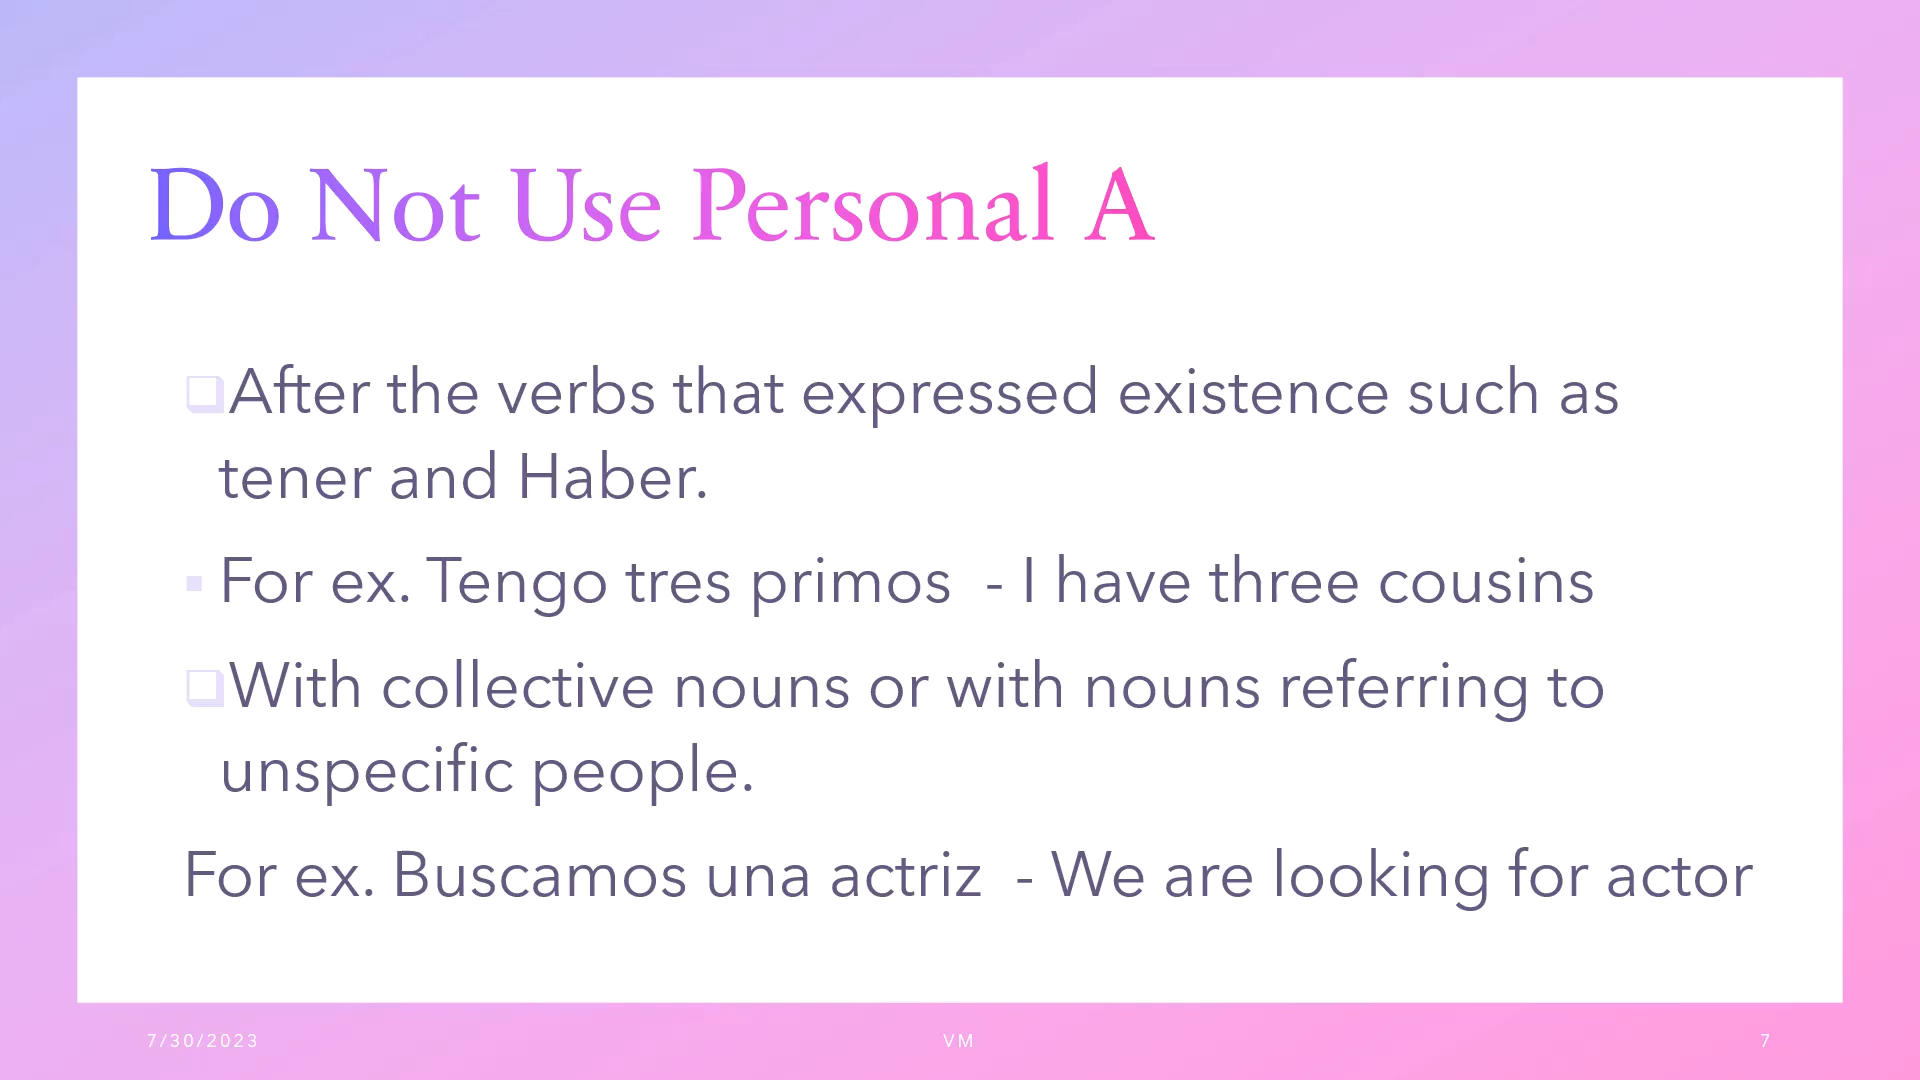 Do Not Use Personal A
After the verbs that expressed existence such as
tener and Haber.
For ex. Tengo tres primos  - I have three cousins
With collective nouns or with nouns referring to
unspecific people.
For ex. Buscamos una actriz  - We are looking for actor
7/30/2023
VM
7